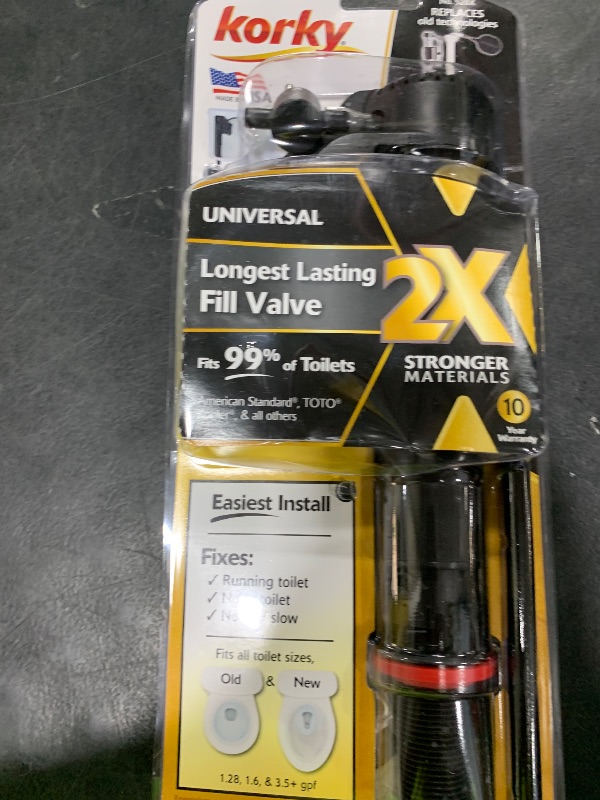 korky®
REPLACES
old technologies
MADE USA
UNIVERSAL
Longest Lasting
Fill Valve
2X
STRONGER
MATERIALS
Fits 99% of Toilets
American Standard®, TOTO®
& all others
10
Year
Warranty
Easiest Install
Fixes:
✓ Running toilet
✓ toilet
✓ slow
Fits all toilet sizes,
Old & New
1.28, 1.6, & 3.5+ gpf